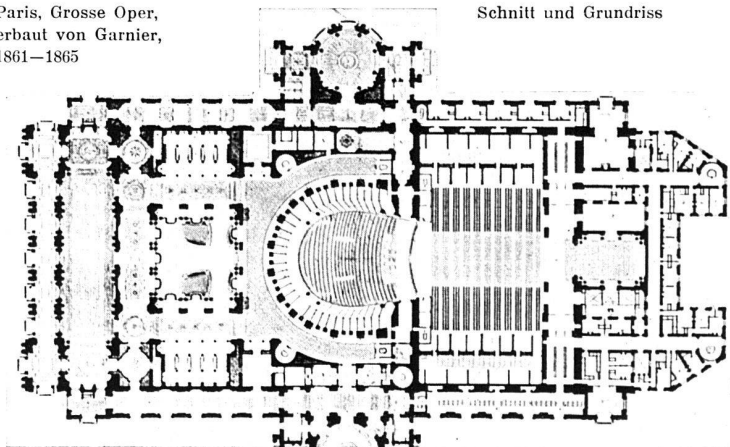 Paris, Grosse Oper,
erbaut von Garnier,
1861—1865
Schnitt und Grundriss